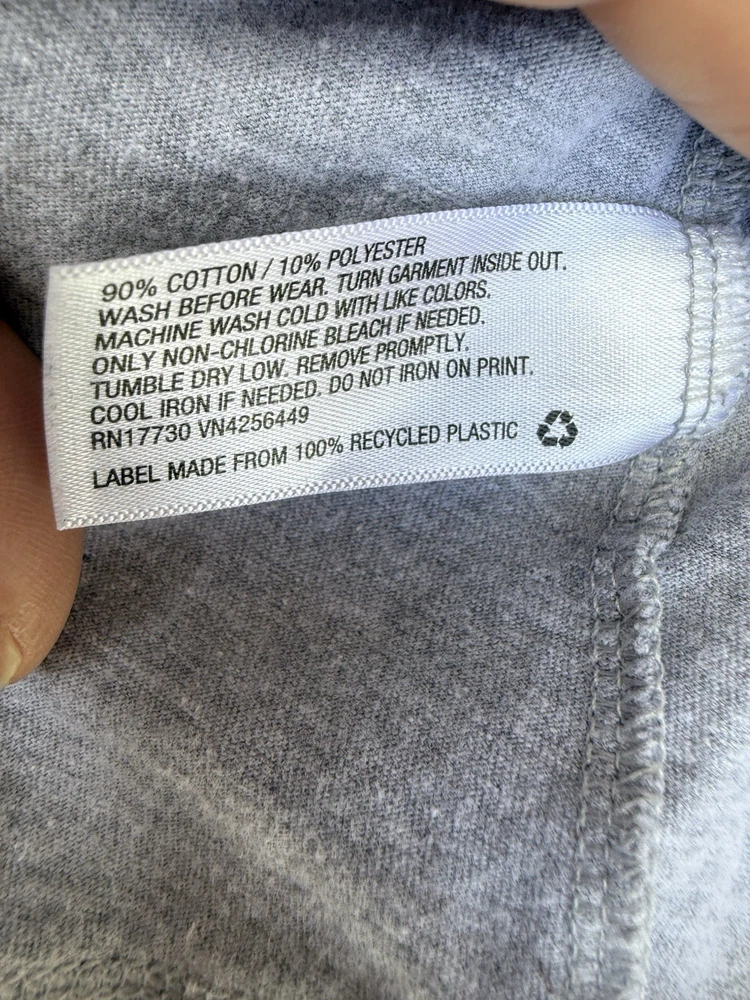 90% COTTON / 10% POLYESTER
WASH BEFORE WEAR. TURN GARMENT INSIDE OUT.
MACHINE WASH COLD WITH LIKE COLORS.
ONLY NON-CHLORINE BLEACH IF NEEDED.
TUMBLE DRY LOW. REMOVE PROMPTLY.
COOL IRON IF NEEDED. DO NOT IRON ON PRINT.
RN17730 VN4256449
LABEL MADE FROM 100% RECYCLED PLASTIC